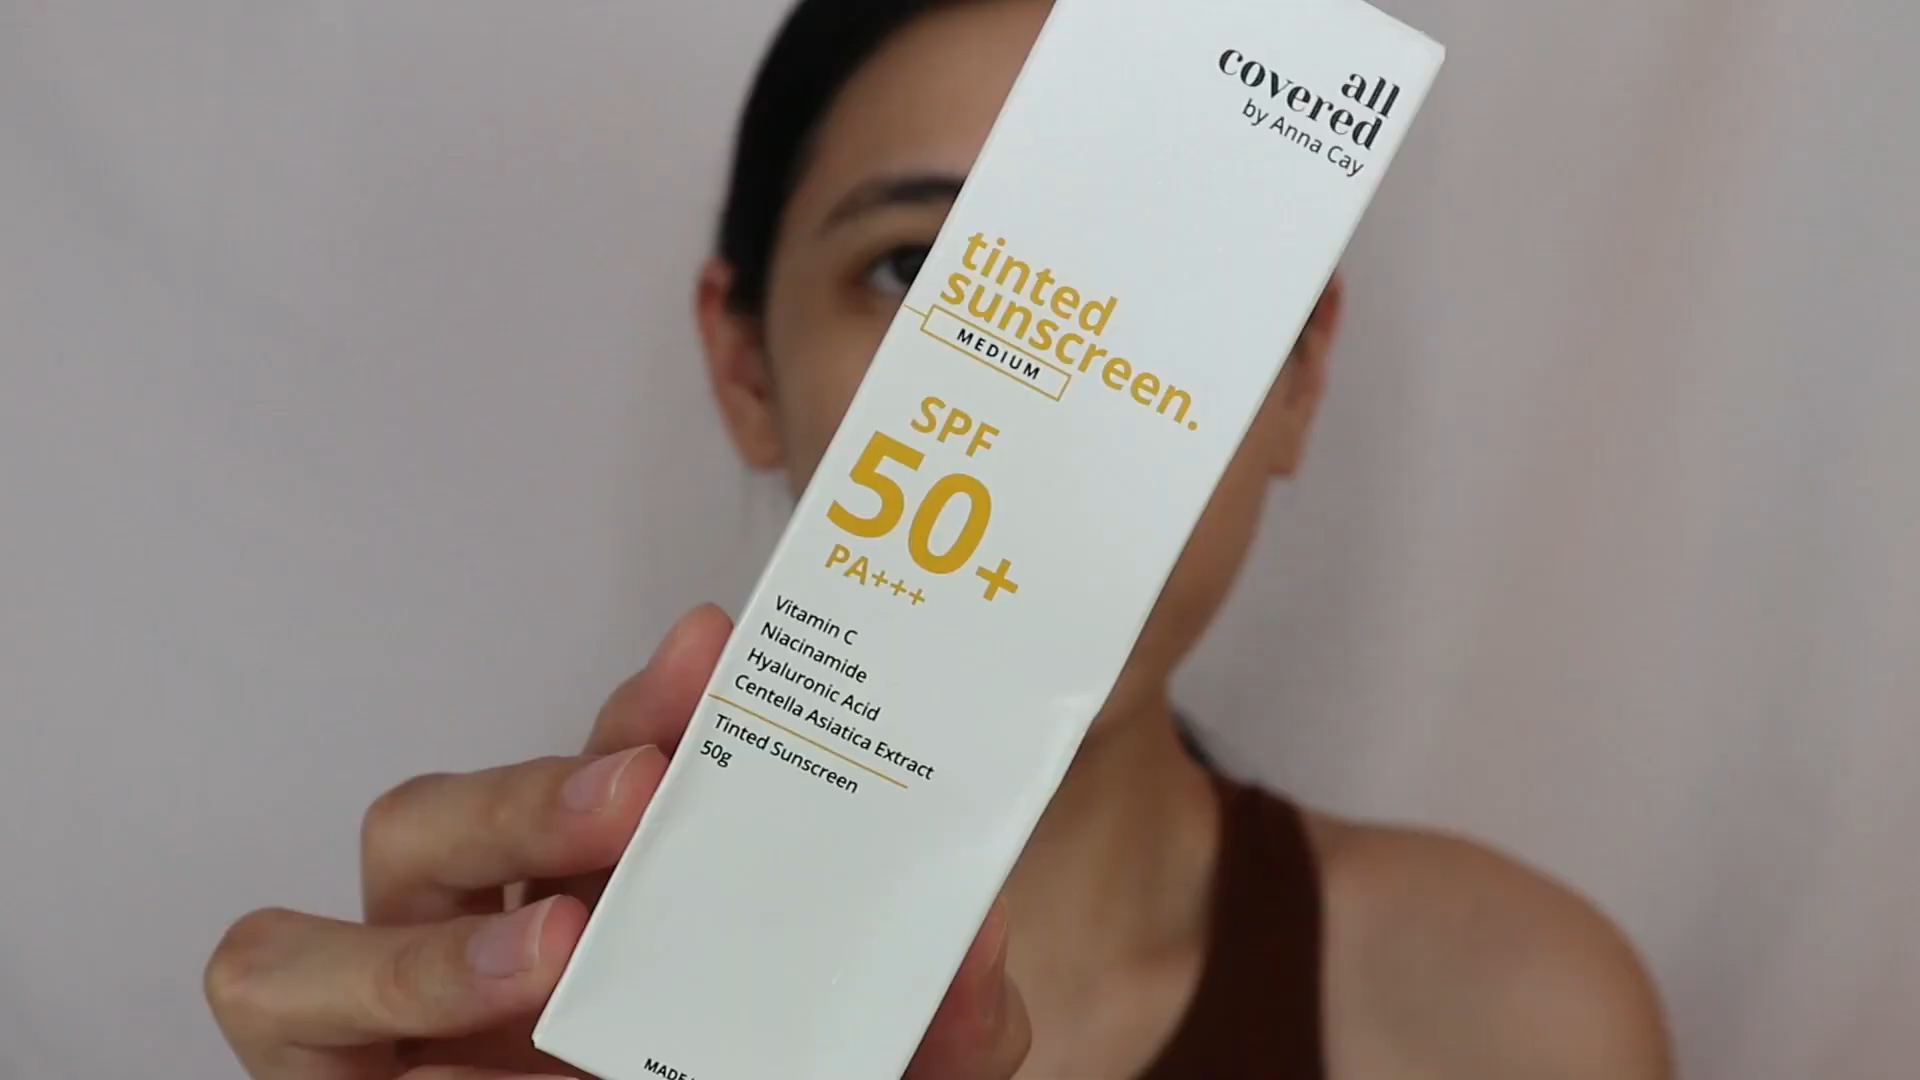 all
covered
by Anna Cay
tinted
sunscreen.
MEDIUM
SPF
50+
PA+++
Vitamin C
Niacinamide
Hyaluronic Acid
Centella Asiatica Extract
Tinted Sunscreen
50g
MADE